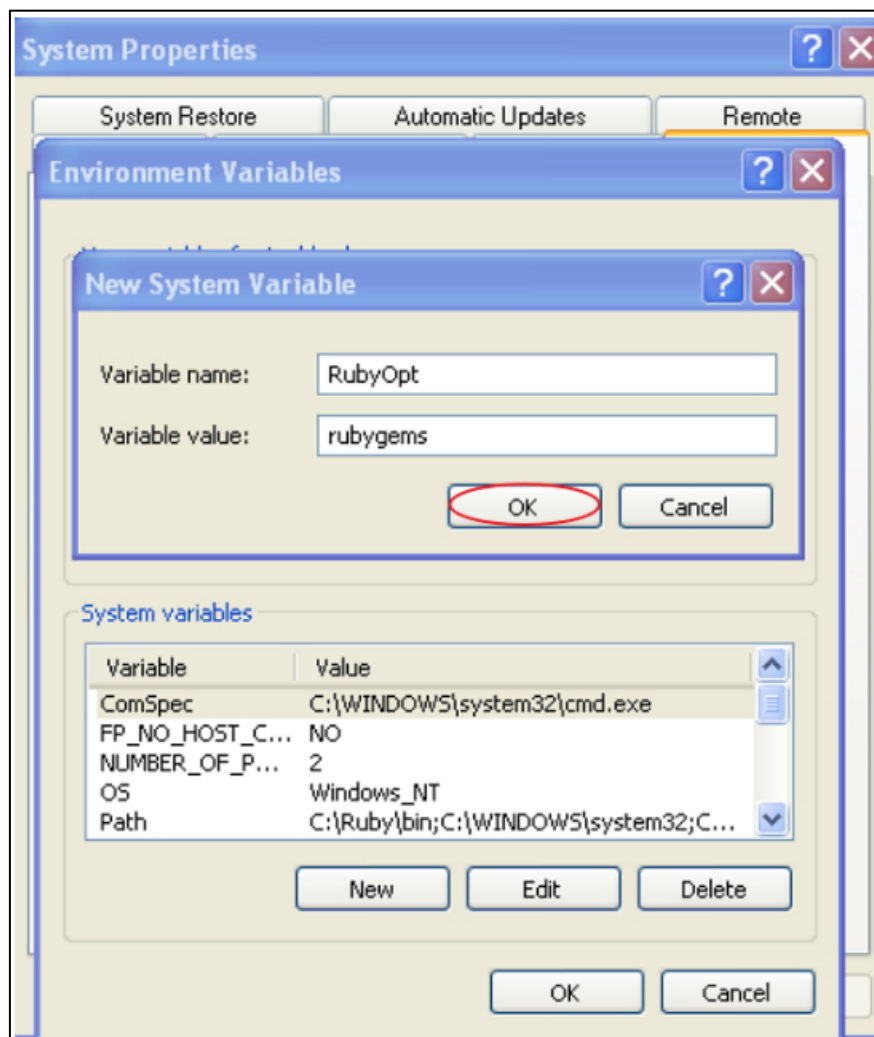 System Properties
System Restore Automatic Updates Remote
Environment Variables
New System Variable
Variable name: RubyOpt
Variable value: rubygems
OK Cancel
System variables
Variable Value
ComSpec C:\WINDOWS\system32\cmd.exe
FP_NO_HOST_C... NO
NUMBER_OF_P... 2
OS Windows_NT
Path C:\Ruby\bin;C:\WINDOWS\system32;C...
New Edit Delete
OK Cancel